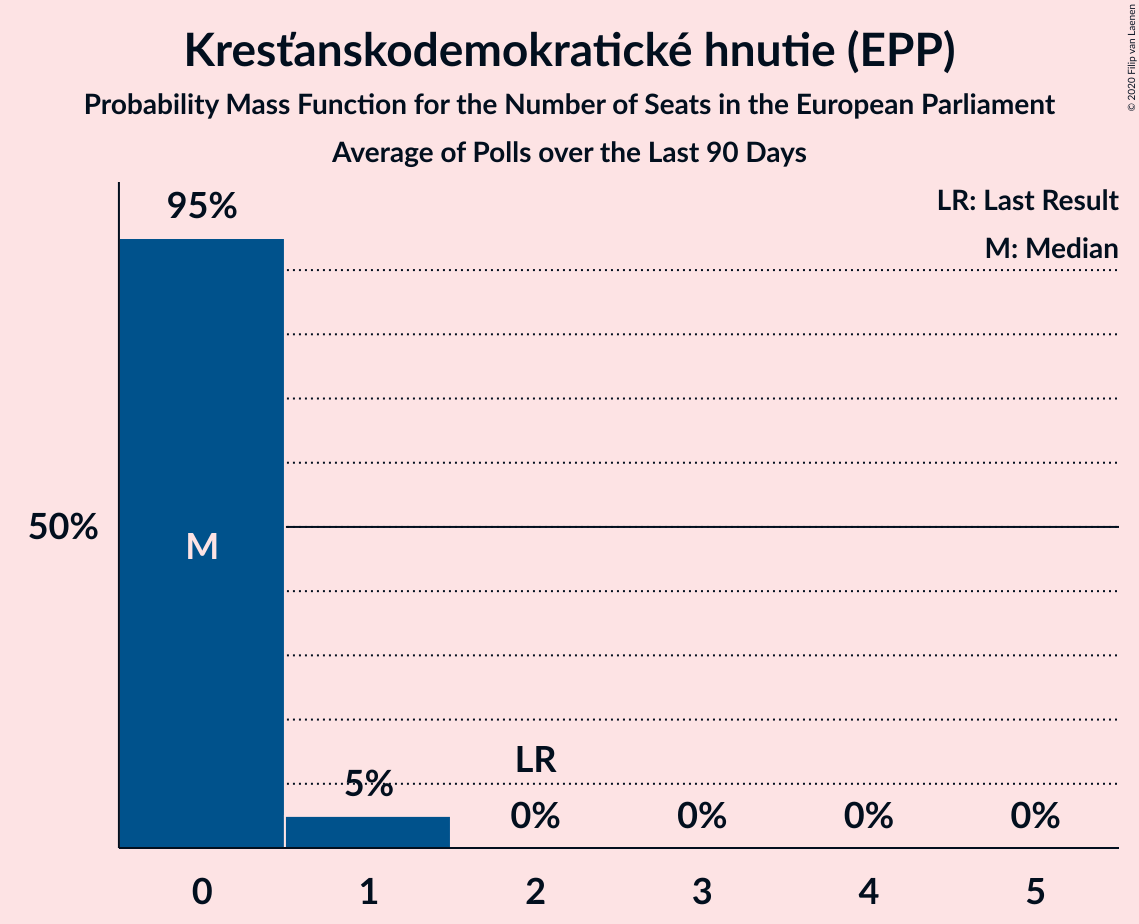 Kresťanskodemokratické hnutie (EPP)
Probability Mass Function for the Number of Seats in the European Parliament
Average of Polls over the Last 90 Days
© 2020 Filip van Laenen
LR: Last Result
M: Median
95%
50%
M
5%
LR
0%
0%
0%
0%
0 1 2 3 4 5